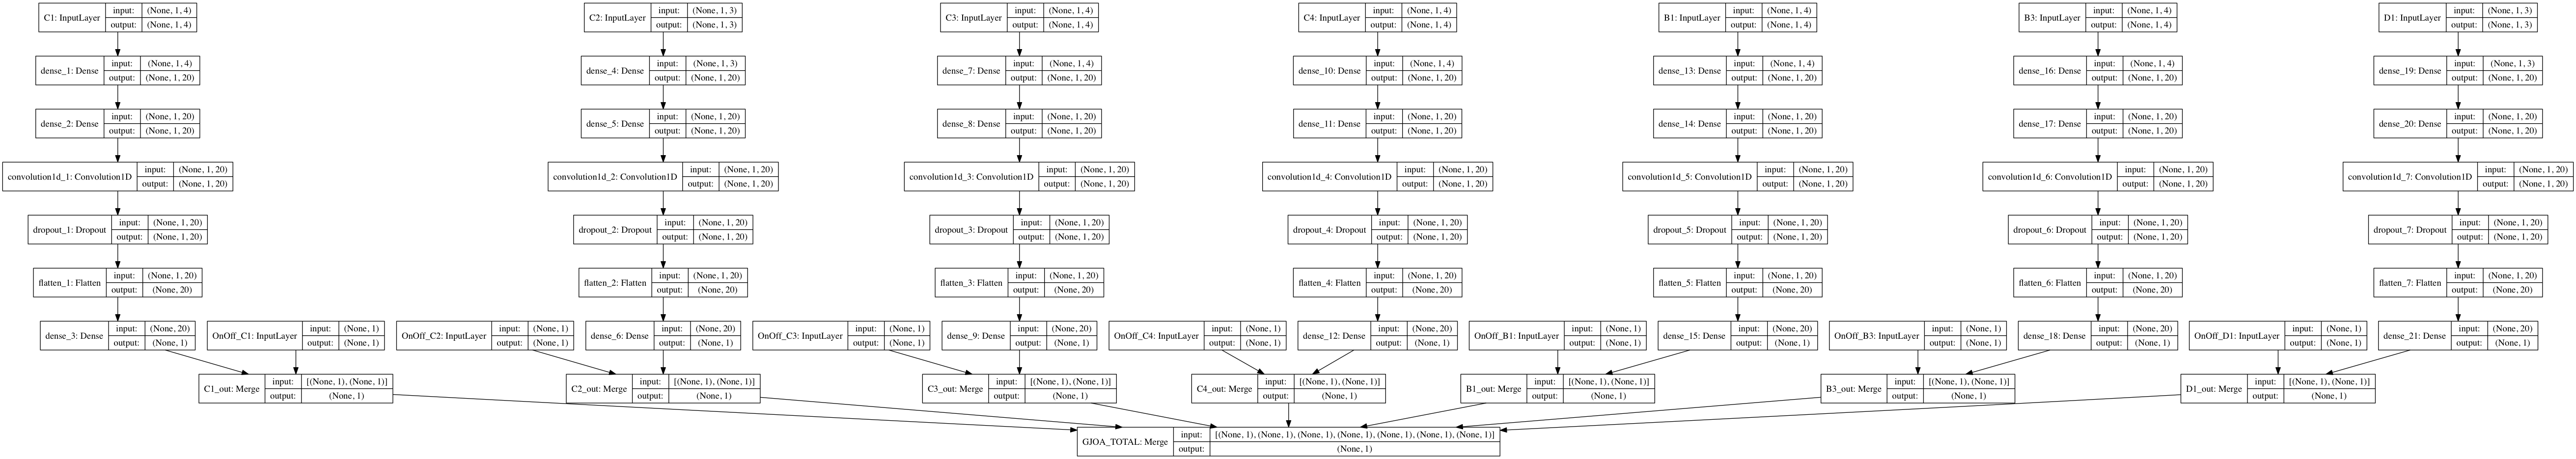 C1: InputLayer input: (None, 1, 4) output: (None, 1, 4)
C2: InputLayer input: (None, 1, 3) output: (None, 1, 3)
C3: InputLayer input: (None, 1, 4) output: (None, 1, 4)
C4: InputLayer input: (None, 1, 4) output: (None, 1, 4)
B1: InputLayer input: (None, 1, 4) output: (None, 1, 4)
B3: InputLayer input: (None, 1, 4) output: (None, 1, 4)
D1: InputLayer input: (None, 1, 3) output: (None, 1, 3)
dense_1: Dense input: (None, 1, 4) output: (None, 1, 20)
dense_4: Dense input: (None, 1, 3) output: (None, 1, 20)
dense_7: Dense input: (None, 1, 4) output: (None, 1, 20)
dense_10: Dense input: (None, 1, 4) output: (None, 1, 20)
dense_13: Dense input: (None, 1, 4) output: (None, 1, 20)
dense_16: Dense input: (None, 1, 4) output: (None, 1, 20)
dense_19: Dense input: (None, 1, 3) output: (None, 1, 20)
dense_2: Dense input: (None, 1, 20) output: (None, 1, 20)
dense_5: Dense input: (None, 1, 20) output: (None, 1, 20)
dense_8: Dense input: (None, 1, 20) output: (None, 1, 20)
dense_11: Dense input: (None, 1, 20) output: (None, 1, 20)
dense_14: Dense input: (None, 1, 20) output: (None, 1, 20)
dense_17: Dense input: (None, 1, 20) output: (None, 1, 20)
dense_20: Dense input: (None, 1, 20) output: (None, 1, 20)
convolution1d_1: Convolution1D input: (None, 1, 20) output: (None, 1, 20)
convolution1d_2: Convolution1D input: (None, 1, 20) output: (None, 1, 20)
convolution1d_3: Convolution1D input: (None, 1, 20) output: (None, 1, 20)
convolution1d_4: Convolution1D input: (None, 1, 20) output: (None, 1, 20)
convolution1d_5: Convolution1D input: (None, 1, 20) output: (None, 1, 20)
convolution1d_6: Convolution1D input: (None, 1, 20) output: (None, 1, 20)
convolution1d_7: Convolution1D input: (None, 1, 20) output: (None, 1, 20)
dropout_1: Dropout input: (None, 1, 20) output: (None, 1, 20)
dropout_2: Dropout input: (None, 1, 20) output: (None, 1, 20)
dropout_3: Dropout input: (None, 1, 20) output: (None, 1, 20)
dropout_4: Dropout input: (None, 1, 20) output: (None, 1, 20)
dropout_5: Dropout input: (None, 1, 20) output: (None, 1, 20)
dropout_6: Dropout input: (None, 1, 20) output: (None, 1, 20)
dropout_7: Dropout input: (None, 1, 20) output: (None, 1, 20)
flatten_1: Flatten input: (None, 1, 20) output: (None, 20)
flatten_2: Flatten input: (None, 1, 20) output: (None, 20)
flatten_3: Flatten input: (None, 1, 20) output: (None, 20)
flatten_4: Flatten input: (None, 1, 20) output: (None, 20)
flatten_5: Flatten input: (None, 1, 20) output: (None, 20)
flatten_6: Flatten input: (None, 1, 20) output: (None, 20)
flatten_7: Flatten input: (None, 1, 20) output: (None, 20)
dense_3: Dense input: (None, 20) output: (None, 1)
OnOff_C1: InputLayer input: (None, 1) output: (None, 1)
OnOff_C2: InputLayer input: (None, 1) output: (None, 1)
dense_6: Dense input: (None, 20) output: (None, 1)
OnOff_C3: InputLayer input: (None, 1) output: (None, 1)
dense_9: Dense input: (None, 20) output: (None, 1)
OnOff_C4: InputLayer input: (None, 1) output: (None, 1)
dense_12: Dense input: (None, 20) output: (None, 1)
OnOff_B1: InputLayer input: (None, 1) output: (None, 1)
dense_15: Dense input: (None, 20) output: (None, 1)
OnOff_B3: InputLayer input: (None, 1) output: (None, 1)
dense_18: Dense input: (None, 20) output: (None, 1)
OnOff_D1: InputLayer input: (None, 1) output: (None, 1)
dense_21: Dense input: (None, 20) output: (None, 1)
C1_out: Merge input: [(None, 1), (None, 1)] output: (None, 1)
C2_out: Merge input: [(None, 1), (None, 1)] output: (None, 1)
C3_out: Merge input: [(None, 1), (None, 1)] output: (None, 1)
C4_out: Merge input: [(None, 1), (None, 1)] output: (None, 1)
B1_out: Merge input: [(None, 1), (None, 1)] output: (None, 1)
B3_out: Merge input: [(None, 1), (None, 1)] output: (None, 1)
D1_out: Merge input: [(None, 1), (None, 1)] output: (None, 1)
GJOA_TOTAL: Merge input: [(None, 1), (None, 1), (None, 1), (None, 1), (None, 1), (None, 1), (None, 1)] output: (None, 1)